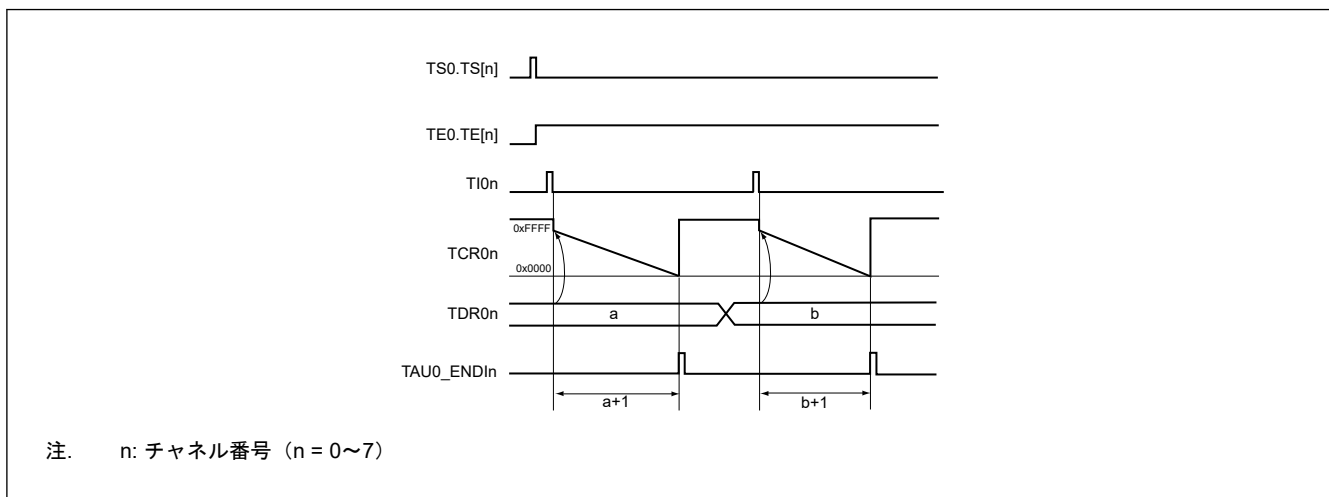 TS0.TS[n]
TE0.TE[n]
TI0n
0xFFFF
TCR0n
0x0000
TDR0n
a
b
TAU0_ENDIn
a+1
b+1
注. n: チャネル番号（n = 0〜7）